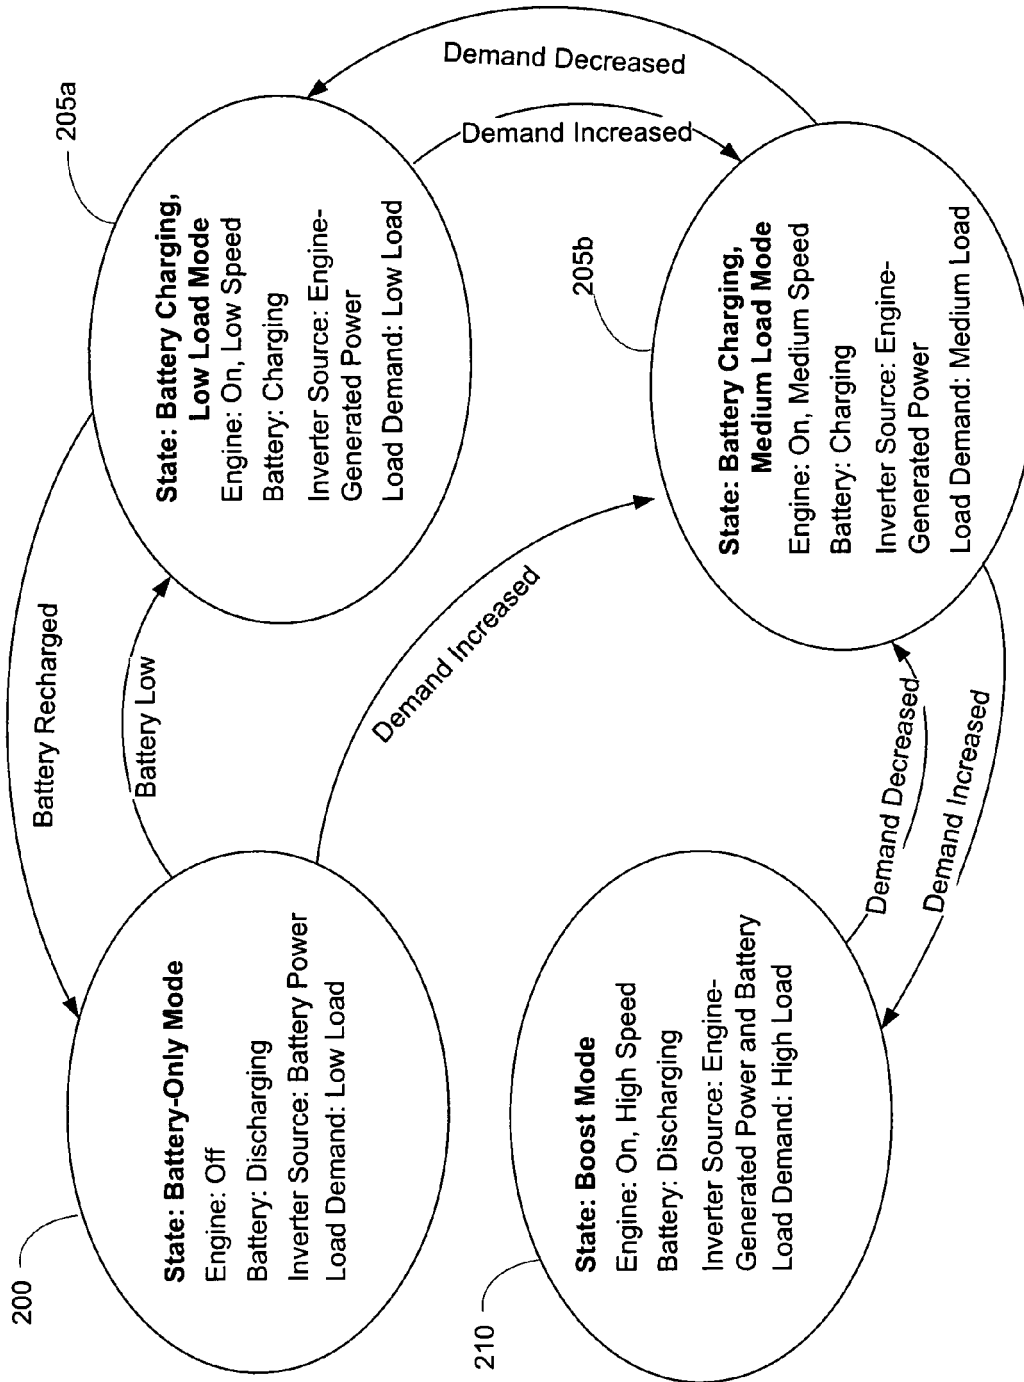 200
State: Battery-Only Mode
Engine: Off
Battery: Discharging
Inverter Source: Battery Power
Load Demand: Low Load
Battery Recharged
Battery Low
205a
State: Battery Charging,
Low Load Mode
Engine: On, Low Speed
Battery: Charging
Inverter Source: Engine-
Generated Power
Load Demand: Low Load
Demand Increased
Demand Increased
Demand Decreased
210
State: Boost Mode
Engine: On, High Speed
Battery: Discharging
Inverter Source: Engine-
Generated Power and Battery
Load Demand: High Load
Demand Decreased
Demand Increased
205b
State: Battery Charging,
Medium Load Mode
Engine: On, Medium Speed
Battery: Charging
Inverter Source: Engine-
Generated Power
Load Demand: Medium Load